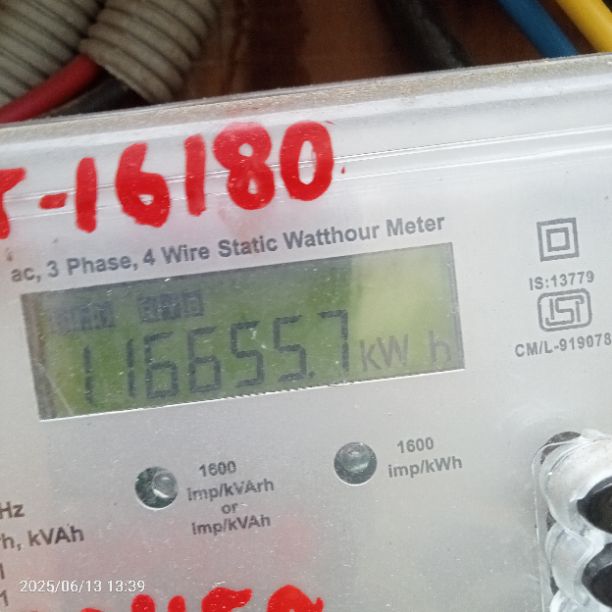 -16180
ac, 3 Phase, 4 Wire Static Watthour Meter
116655.7 kW h
IS:13779
ISI
CM/L-919078
1600
imp/kVArh
or
imp/kVAh
1600
imp/kWh
Hz
h, kVAh
2025/06/13 13:39